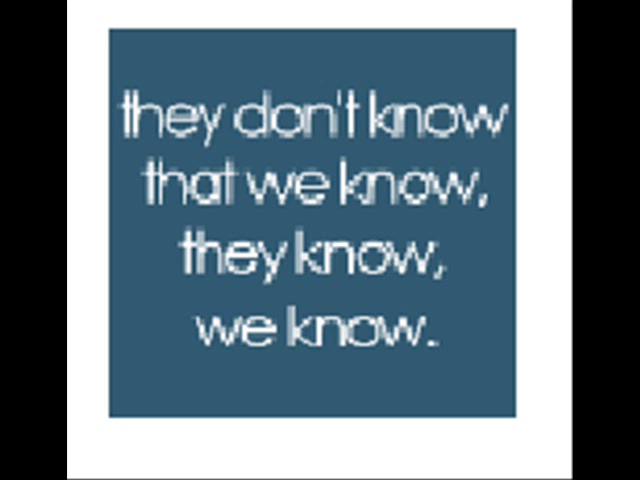 they don't know
that we know,
they know,
we know.